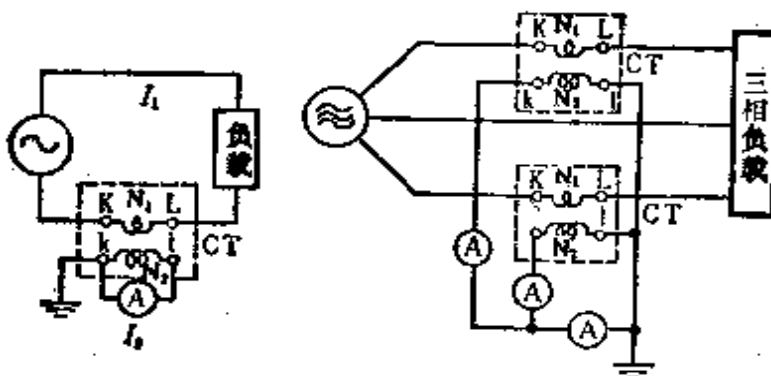 I₁
负载
K N₁ L
CT
k N₂ l
A
I₂
K N₁ L
CT
k N₂ l
三相负载
K N₁ L
CT
N₂
A
A
A